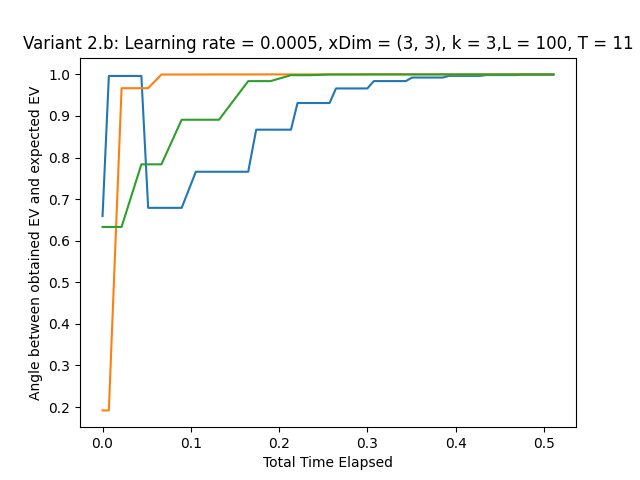 Variant 2.b: Learning rate = 0.0005, xDim = (3, 3), k = 3,L = 100, T = 11
1.0
0.9
0.8
0.7
0.6
0.5
0.4
0.3
0.2
Angle between obtained EV and expected EV
0.0 0.1 0.2 0.3 0.4 0.5
Total Time Elapsed